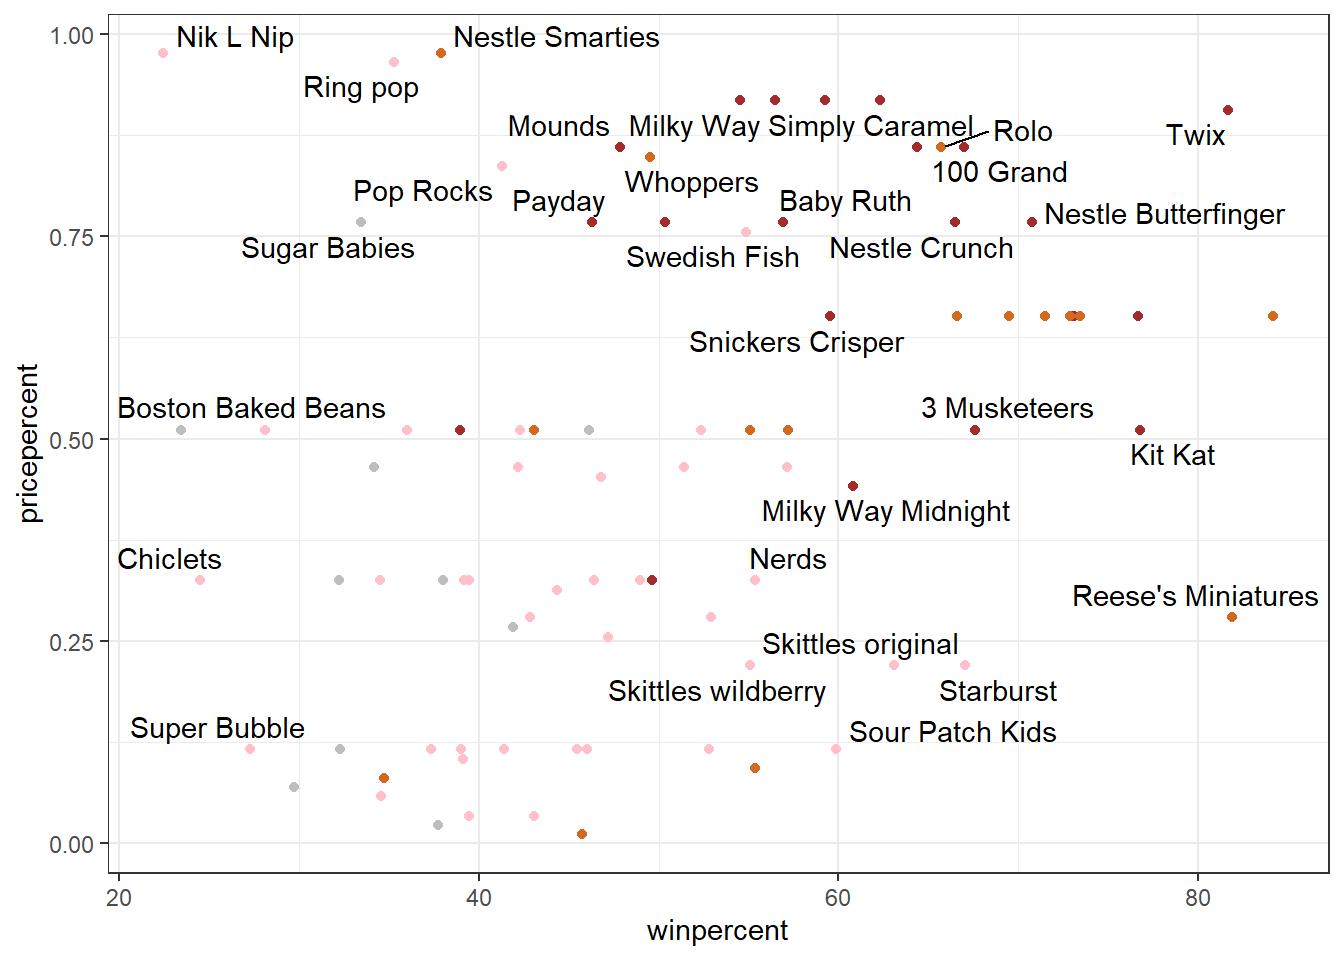 1.00
Nik L Nip
Nestle Smarties
Ring pop
Mounds
Milky Way Simply Caramel
Rolo
Twix
100 Grand
Pop Rocks
Whoppers
Payday
Baby Ruth
Nestle Butterfinger
0.75
Sugar Babies
Swedish Fish
Nestle Crunch
Snickers Crisper
pricepercent
Boston Baked Beans
3 Musketeers
0.50
Kit Kat
Milky Way Midnight
Chiclets
Nerds
Reese's Miniatures
0.25
Skittles original
Skittles wildberry
Starburst
Super Bubble
Sour Patch Kids
0.00
20
40
60
80
winpercent